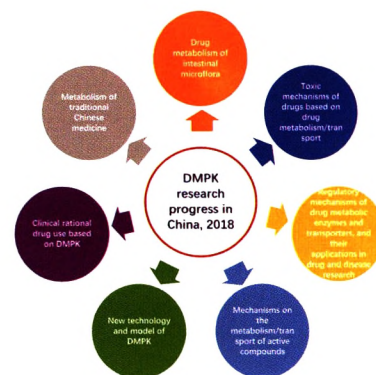 Drug
metabolism of
intestinal
microflora
Toxic
mechanisms of
drugs based on
drug
metabolism/tran
sport
Regulatory
mechanisms of
drug metabolic
enzymes and
transporters, and
their
applications in
drug and disease
research
Mechanisms on
the
metabolism/tran
sport of active
compounds
New technology
and model of
DMPK
Clinical rational
drug use based
on DMPK
Metabolism of
traditional
Chinese
medicine
DMPK
research
progress in
China, 2018